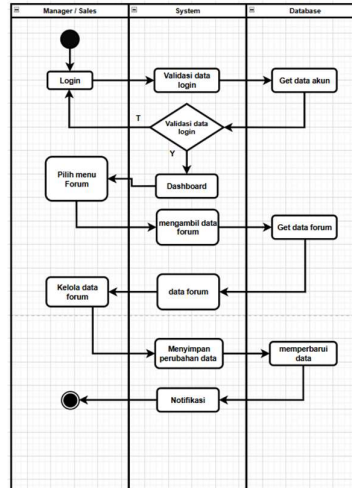 Manager / Sales
System
Database
Login
Validasi data
login
Get data akun
T
Validasi data
login
Y
Pilih menu
Forum
Dashboard
mengambil data
forum
Get data forum
Kelola data
forum
data forum
Menyimpan
perubahan data
memperbarui
data
Notifikasi